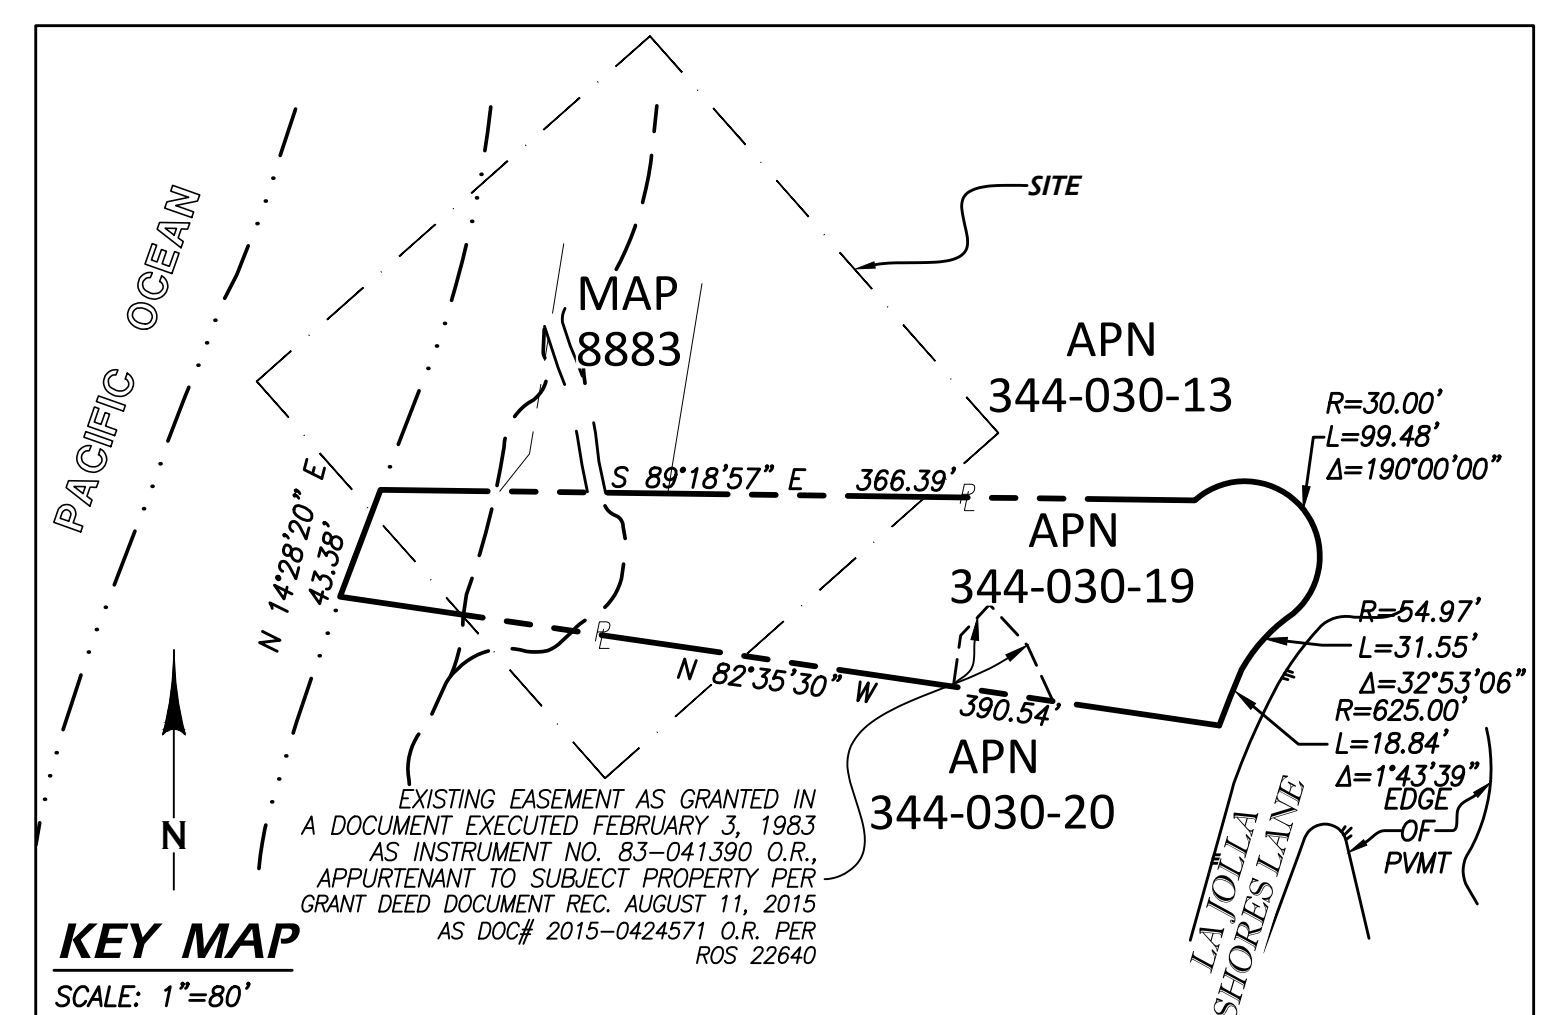 SITE
PACIFIC OCEAN
MAP
8883
APN
344-030-13
R=30.00'
L=99.48'
Δ=190°00'00"
S 89°18'57" E 366.39'
PL
N 14°28'20" E
43.38'
APN
344-030-19
R=54.97'
L=31.55'
Δ=32°53'06"
R=625.00'
L=18.84'
Δ=1°43'39"
PL
N 82°35'30" W
390.54'
APN
344-030-20
EDGE
OF
PVMT
LA JOLLA
SHORES LANE
EXISTING EASEMENT AS GRANTED IN
A DOCUMENT EXECUTED FEBRUARY 3, 1983
AS INSTRUMENT NO. 83-041390 O.R.,
APPURTENANT TO SUBJECT PROPERTY PER
GRANT DEED DOCUMENT REC. AUGUST 11, 2015
AS DOC# 2015-0424571 O.R. PER
ROS 22640
N
KEY MAP
SCALE: 1"=80'